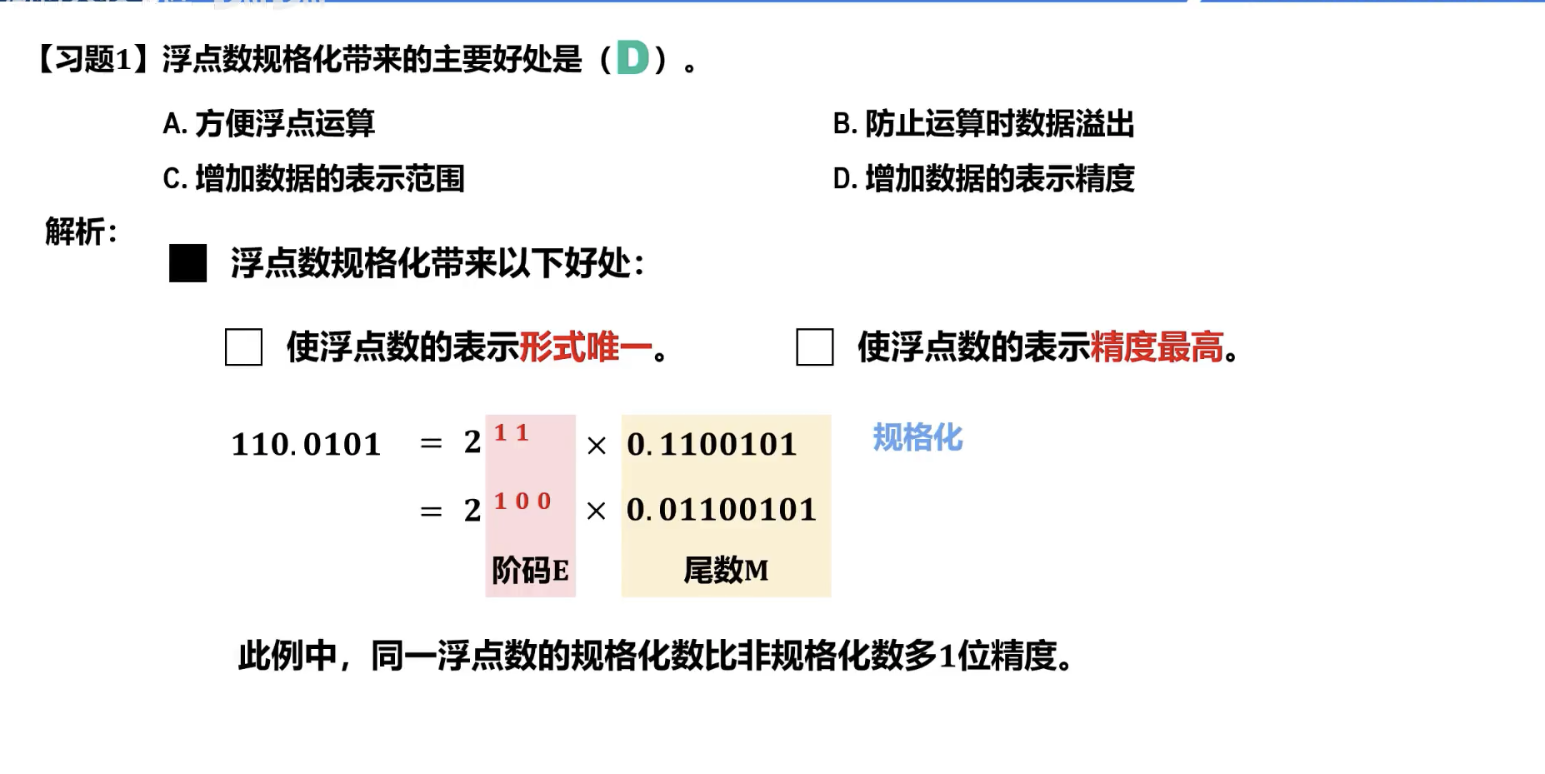 【习题1】浮点数规格化带来的主要好处是（D）。
A. 方便浮点运算 B. 防止运算时数据溢出
C. 增加数据的表示范围 D. 增加数据的表示精度
解析：
浮点数规格化带来以下好处：
使浮点数的表示形式唯一。 使浮点数的表示精度最高。
110.0101 = 2^11 × 0.1100101 规格化
= 2^100 × 0.01100101
阶码E 尾数M
此例中，同一浮点数的规格化数比非规格化数多1位精度。